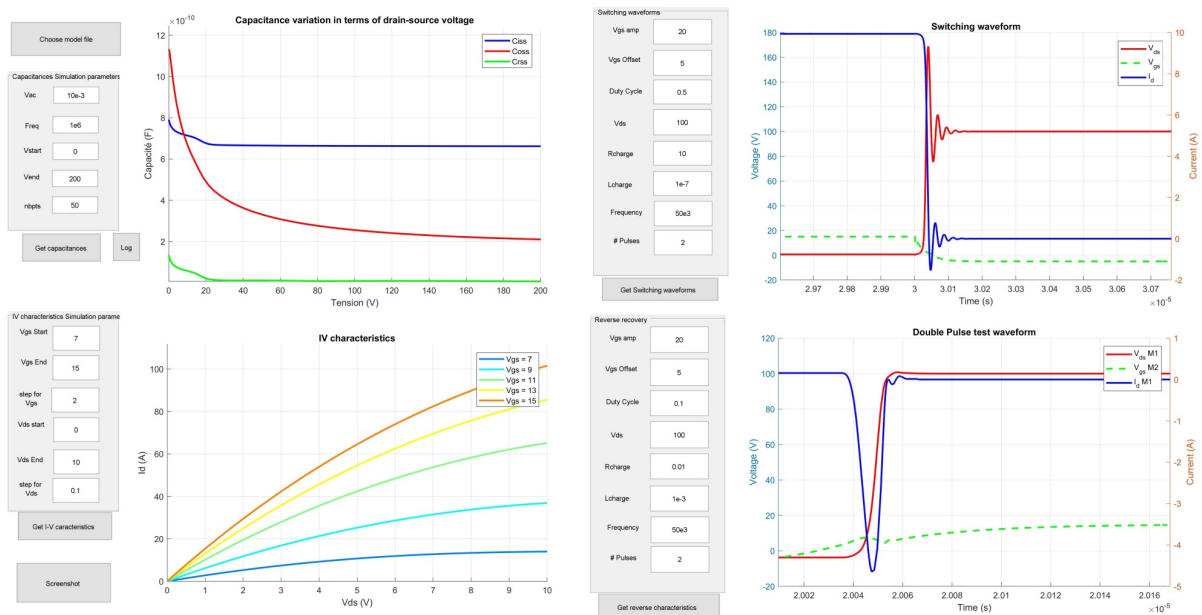 Choose model file
Capacitances Simulation parameters
Vac
10e-3
Freq
1e6
Vstart
0
Vend
200
nbpts
50
Get capacitances
Log
Capacitance variation in terms of drain-source voltage
×10⁻¹⁰
Ciss
Coss
Crss
12
10
8
6
4
2
Capacité (F)
0 20 40 60 80 100 120 140 160 180 200
Tension (V)
Switching waveforms
Vgs amp
20
Vgs Offset
5
Duty Cycle
0.5
Vds
100
Rcharge
10
Lcharge
1e-7
Frequency
50e3
# Pulses
2
Get Switching waveforms
Switching waveform
V_ds
V_gs
I_d
180
160
140
120
100
80
60
40
20
0
-20
Voltage (V)
10
8
6
4
2
0
-2
Current (A)
2.97 2.98 2.99 3 3.01 3.02 3.03 3.04 3.05 3.06 3.07
Time (s)
×10⁻⁵
IV characteristics Simulation parame
Vgs Start
7
Vgs End
15
step for
Vgs
2
Vds start
0
Vds End
10
step for
Vds
0.1
Get I-V caracteristics
Screenshot
IV characteristics
Vgs = 7
Vgs = 9
Vgs = 11
Vgs = 13
Vgs = 15
100
80
60
40
20
0
Id (A)
0 1 2 3 4 5 6 7 8 9 10
Vds (V)
Reverse recovery
Vgs amp
20
Vgs Offset
5
Duty Cycle
0.1
Vds
100
Rcharge
0.01
Lcharge
1e-3
Frequency
50e3
# Pulses
2
Get reverse characteristics
Double Pulse test waveform
V_ds M1
V_gs M2
I_d M1
120
100
80
60
40
20
0
-20
Voltage (V)
1
0
-1
-2
-3
-4
-5
Current (A)
2.002 2.004 2.006 2.008 2.01 2.012 2.014 2.016
Time (s)
×10⁻⁵